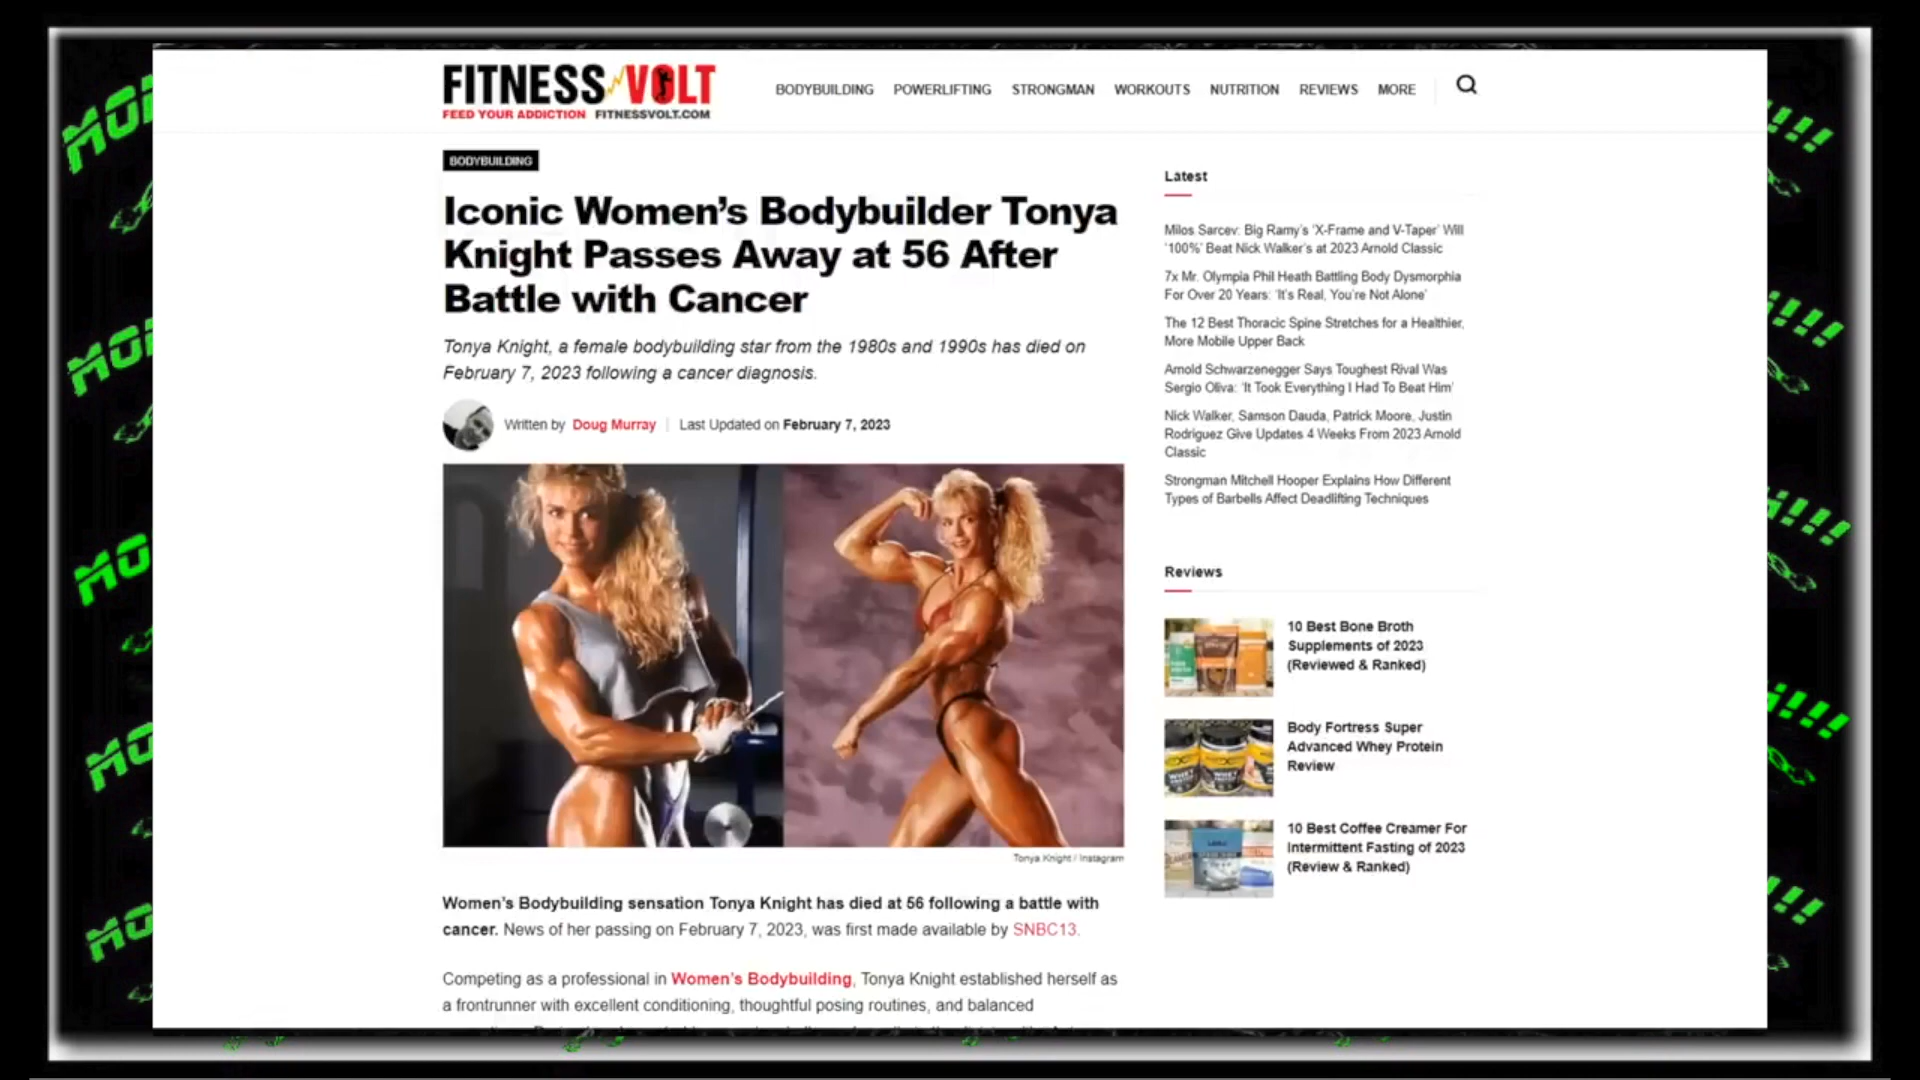 FITNESS VOLT
FEED YOUR ADDICTION FITNESSVOLT.COM
BODYBUILDING POWERLIFTING STRONGMAN WORKOUTS NUTRITION REVIEWS MORE
BODYBUILDING
Iconic Women's Bodybuilder Tonya
Knight Passes Away at 56 After
Battle with Cancer
Tonya Knight, a female bodybuilding star from the 1980s and 1990s has died on
February 7, 2023 following a cancer diagnosis.
Written by Doug Murray Last Updated on February 7, 2023
Tonya Knight / Instagram
Women's Bodybuilding sensation Tonya Knight has died at 56 following a battle with
cancer. News of her passing on February 7, 2023, was first made available by SNBC13.
Competing as a professional in Women's Bodybuilding, Tonya Knight established herself as
a frontrunner with excellent conditioning, thoughtful posing routines, and balanced
Latest
Milos Sarcev: Big Ramy's 'X-Frame and V-Taper' Will
'100%' Beat Nick Walker's at 2023 Arnold Classic
7x Mr. Olympia Phil Heath Battling Body Dysmorphia
For Over 20 Years: 'It's Real, You're Not Alone'
The 12 Best Thoracic Spine Stretches for a Healthier,
More Mobile Upper Back
Arnold Schwarzenegger Says Toughest Rival Was
Sergio Oliva: 'It Took Everything I Had To Beat Him'
Nick Walker, Samson Dauda, Patrick Moore, Justin
Rodriguez Give Updates 4 Weeks From 2023 Arnold
Classic
Strongman Mitchell Hooper Explains How Different
Types of Barbells Affect Deadlifting Techniques
Reviews
10 Best Bone Broth
Supplements of 2023
(Reviewed & Ranked)
Body Fortress Super
Advanced Whey Protein
Review
10 Best Coffee Creamer For
Intermittent Fasting of 2023
(Review & Ranked)